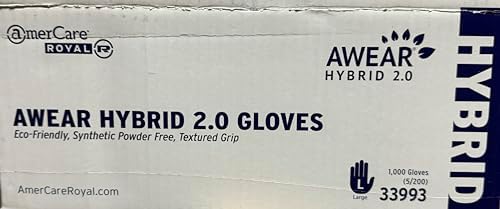 amerCare
ROYAL R
AWEAR
HYBRID 2.0
HYBRID
AWEAR HYBRID 2.0 GLOVES
Eco-Friendly, Synthetic Powder Free, Textured Grip
AmerCareRoyal.com
L
Large
1,000 Gloves
(5/200)
33993